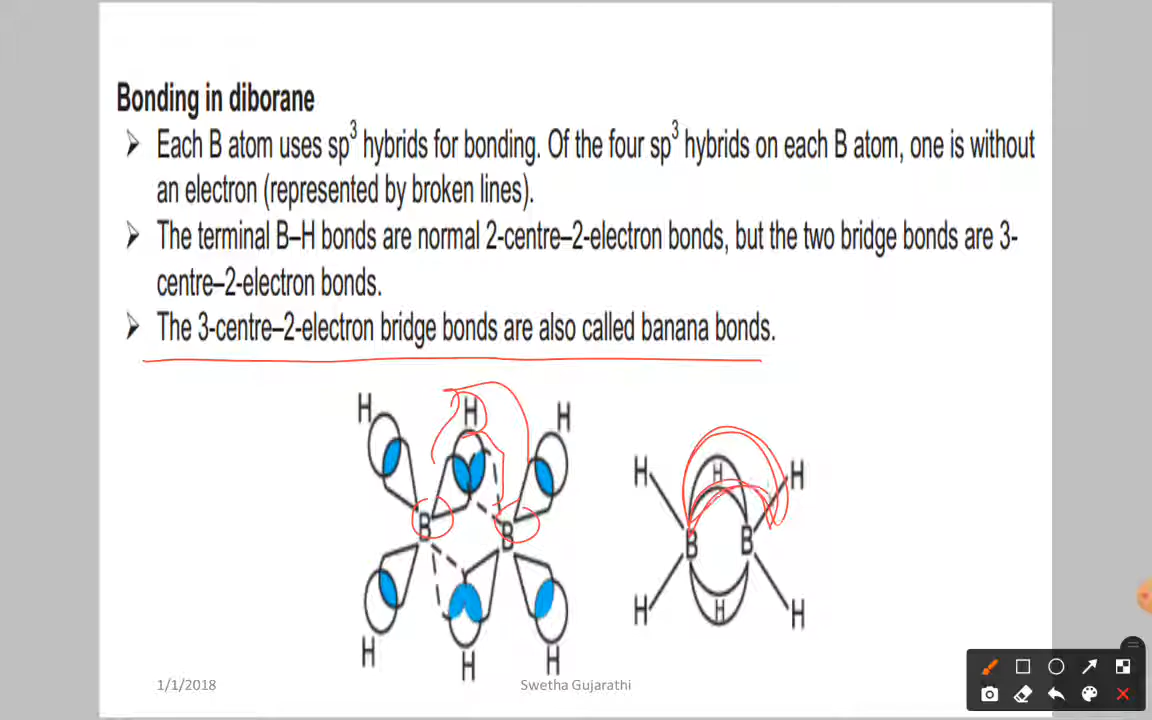 Bonding in diborane
➤ Each B atom uses sp³ hybrids for bonding. Of the four sp³ hybrids on each B atom, one is without
an electron (represented by broken lines).
➤ The terminal B–H bonds are normal 2-centre–2-electron bonds, but the two bridge bonds are 3-
centre–2-electron bonds.
➤ The 3-centre–2-electron bridge bonds are also called banana bonds.
H H H
H H H
B B
B B
H H H
H H H
1/1/2018 Swetha Gujarathi